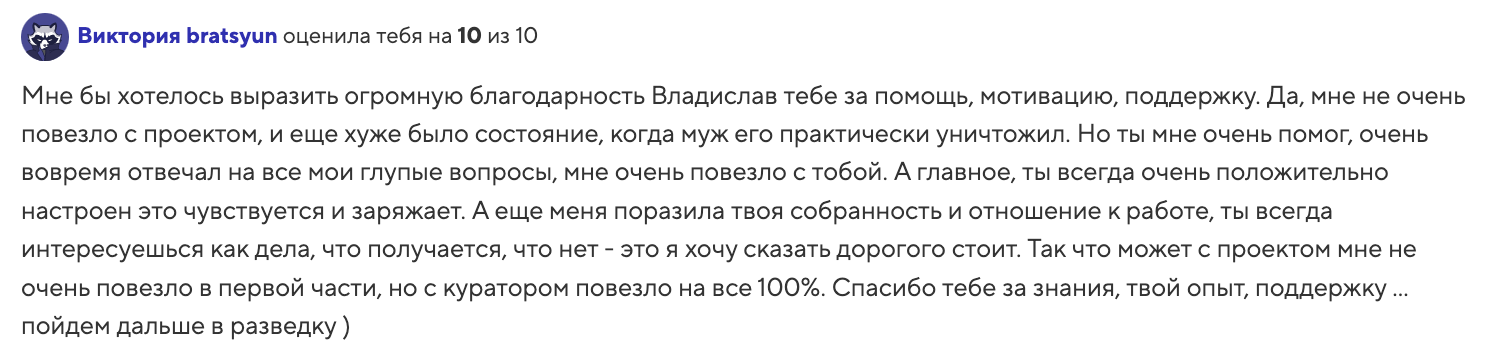 Виктория bratsyun оценила тебя на 10 из 10
Мне бы хотелось выразить огромную благодарность Владислав тебе за помощь, мотивацию, поддержку. Да, мне не очень
повезло с проектом, и еще хуже было состояние, когда муж его практически уничтожил. Но ты мне очень помог, очень
вовремя отвечал на все мои глупые вопросы, мне очень повезло с тобой. А главное, ты всегда очень положительно
настроен это чувствуется и заряжает. А еще меня поразила твоя собранность и отношение к работе, ты всегда
интересуешься как дела, что получается, что нет - это я хочу сказать дорогого стоит. Так что может с проектом мне не
очень повезло в первой части, но с куратором повезло на все 100%. Спасибо тебе за знания, твой опыт, поддержку ...
пойдем дальше в разведку )